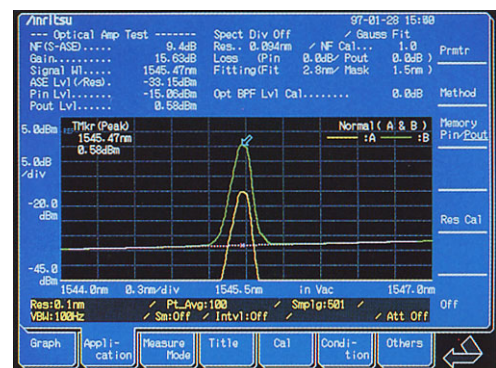 Anritsu 97-01-28 15:00
--- Optical Amp Test ------- Spect Div Off / Gauss Fit
NF(S-ASE)..... 9.4dB Res.. 0.094nm / NF Cal... 1.0
Gain.......... 15.63dB Loss (Pin 0.0dB/ Pout 0.0dB ) Prmtr
Signal Wl..... 1545.47nm Fitting(Fit 2.8nm/ Mask 1.5nm )
ASE Lvl(/Res). -33.15dBm
Pin Lvl....... -15.06dBm Opt BPF Lvl Cal......... 0.0dB Method
Pout Lvl...... 0.58dBm
5.0dBm TMkr(Peak) Normal( A & B ) Memory
1545.47nm :A :B Pin/Pout
0.58dBm
5.0dB
/div
-20.0
dBm Res Cal
-45.0
dBm
1544.0nm 0.3nm/div 1545.5nm in Vac 1547.0nm
Res:0.1nm / Pt_Avg:100 / Smplg:501 / Off
VBW:100Hz / Sm:Off / Intvl:Off / / Att Off
Graph Appli-cation Measure Mode Title Cal Condi-tion Others